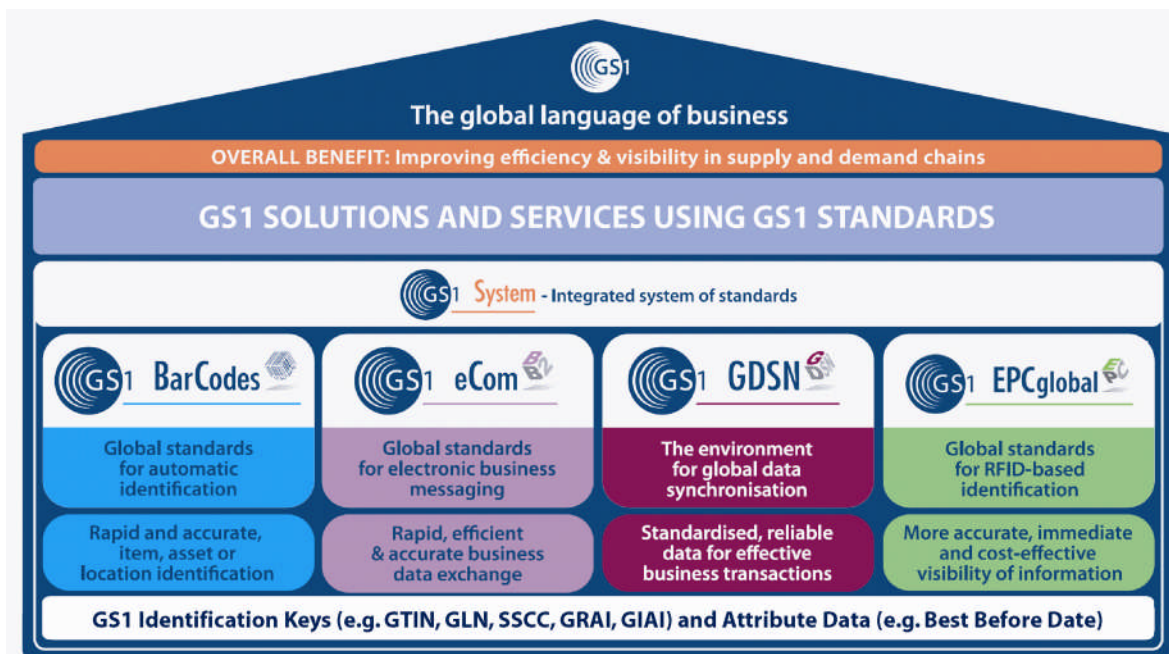 GS1
The global language of business
OVERALL BENEFIT: Improving efficiency & visibility in supply and demand chains
GS1 SOLUTIONS AND SERVICES USING GS1 STANDARDS
GS1 System - Integrated system of standards
GS1 BarCodes
Global standards
for automatic
identification
Rapid and accurate,
item, asset or
location identification
GS1 eCom
Global standards
for electronic business
messaging
Rapid, efficient
& accurate business
data exchange
GS1 GDSN
The environment
for global data
synchronisation
Standardised, reliable
data for effective
business transactions
GS1 EPCglobal
Global standards
for RFID-based
identification
More accurate, immediate
and cost-effective
visibility of information
GS1 Identification Keys (e.g. GTIN, GLN, SSCC, GRAI, GIAI) and Attribute Data (e.g. Best Before Date)